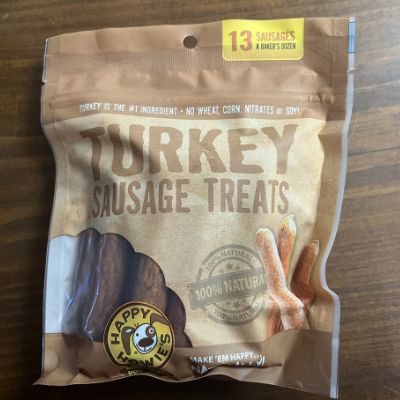 13 SAUSAGES
A BAKER'S DOZEN
TURKEY IS THE #1 INGREDIENT • NO WHEAT, CORN, NITRATES or SOY!
TURKEY
SAUSAGE TREATS
100% NATURAL
100% NATURAL
HAPPY
HOWIE'S
MAKE 'EM HAPPY